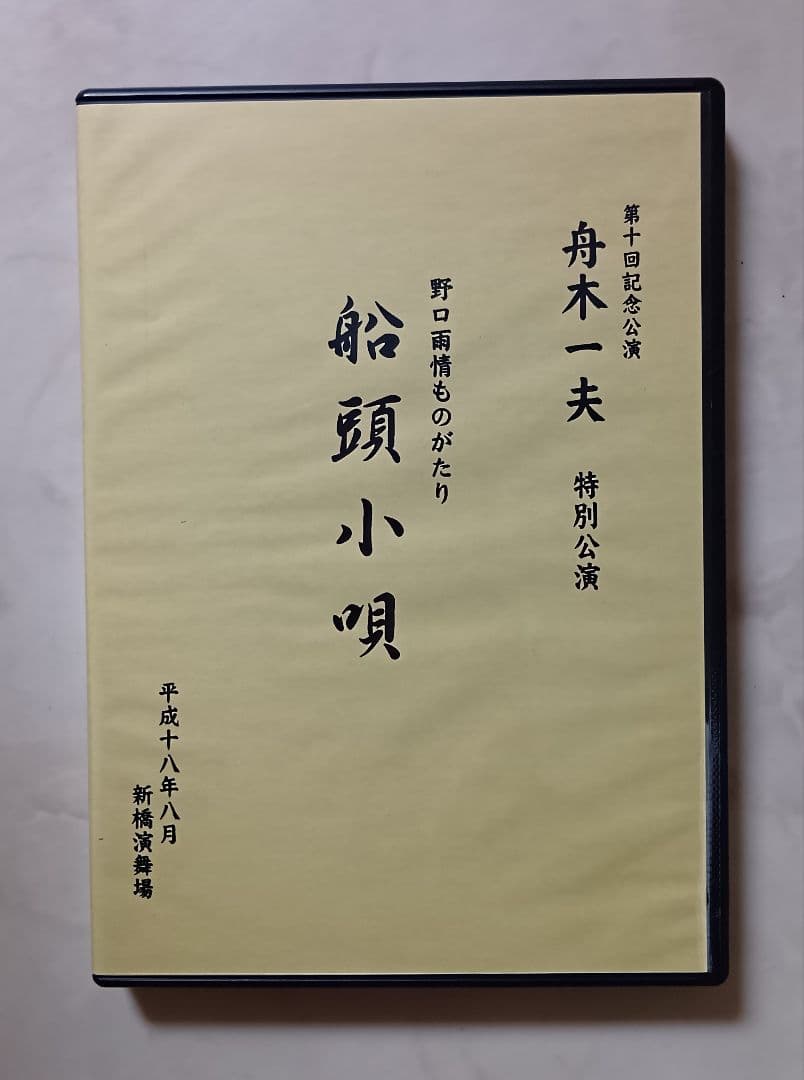 第十回記念公演
舟木一夫 特別公演
野口雨情ものがたり
船頭小唄
平成十八年八月
新橋演舞場